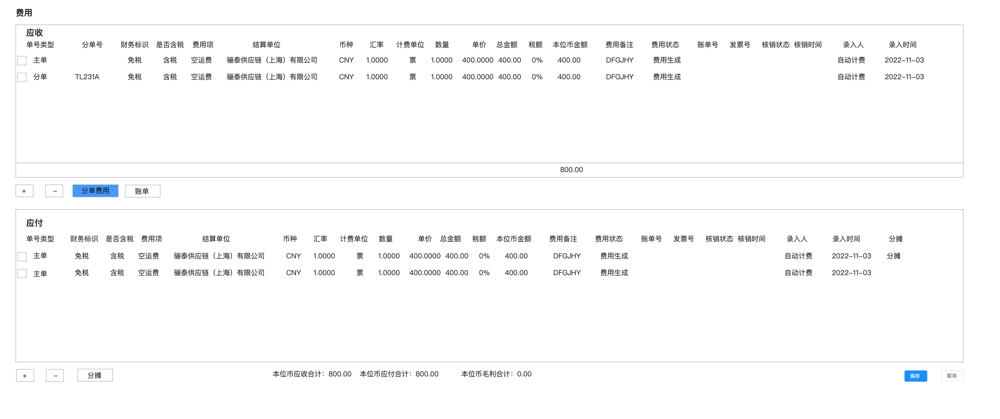 费用
应收
单号类型 分单号 财务标识 是否含税 费用项 结算单位 币种 汇率 计费单位 数量 单价 总金额 税额 本位币金额 费用备注 费用状态 账单号 发票号 核销状态 核销时间 录入人 录入时间
主单 免税 含税 空运费 骊泰供应链（上海）有限公司 CNY 1.0000 票 1.0000 400.0000 400.00 0% 400.00 DFGJHY 费用生成 自动计费 2022-11-03
分单 TL231A 免税 含税 空运费 骊泰供应链（上海）有限公司 CNY 1.0000 票 1.0000 400.0000 400.00 0% 400.00 DFGJHY 费用生成 自动计费 2022-11-03
800.00
+ - 分单费用 账单
应付
单号类型 财务标识 是否含税 费用项 结算单位 币种 汇率 计费单位 数量 单价 总金额 税额 本位币金额 费用备注 费用状态 账单号 发票号 核销状态 核销时间 录入人 录入时间 分摊
主单 免税 含税 空运费 骊泰供应链（上海）有限公司 CNY 1.0000 票 1.0000 400.0000 400.00 0% 400.00 DFGJHY 费用生成 自动计费 2022-11-03 分摊
主单 免税 含税 空运费 骊泰供应链（上海）有限公司 CNY 1.0000 票 1.0000 400.0000 400.00 0% 400.00 DFGJHY 费用生成 自动计费 2022-11-03
+ - 分摊 本位币应收合计：800.00 本位币应付合计：800.00 本位币毛利合计：0.00 保存 取消